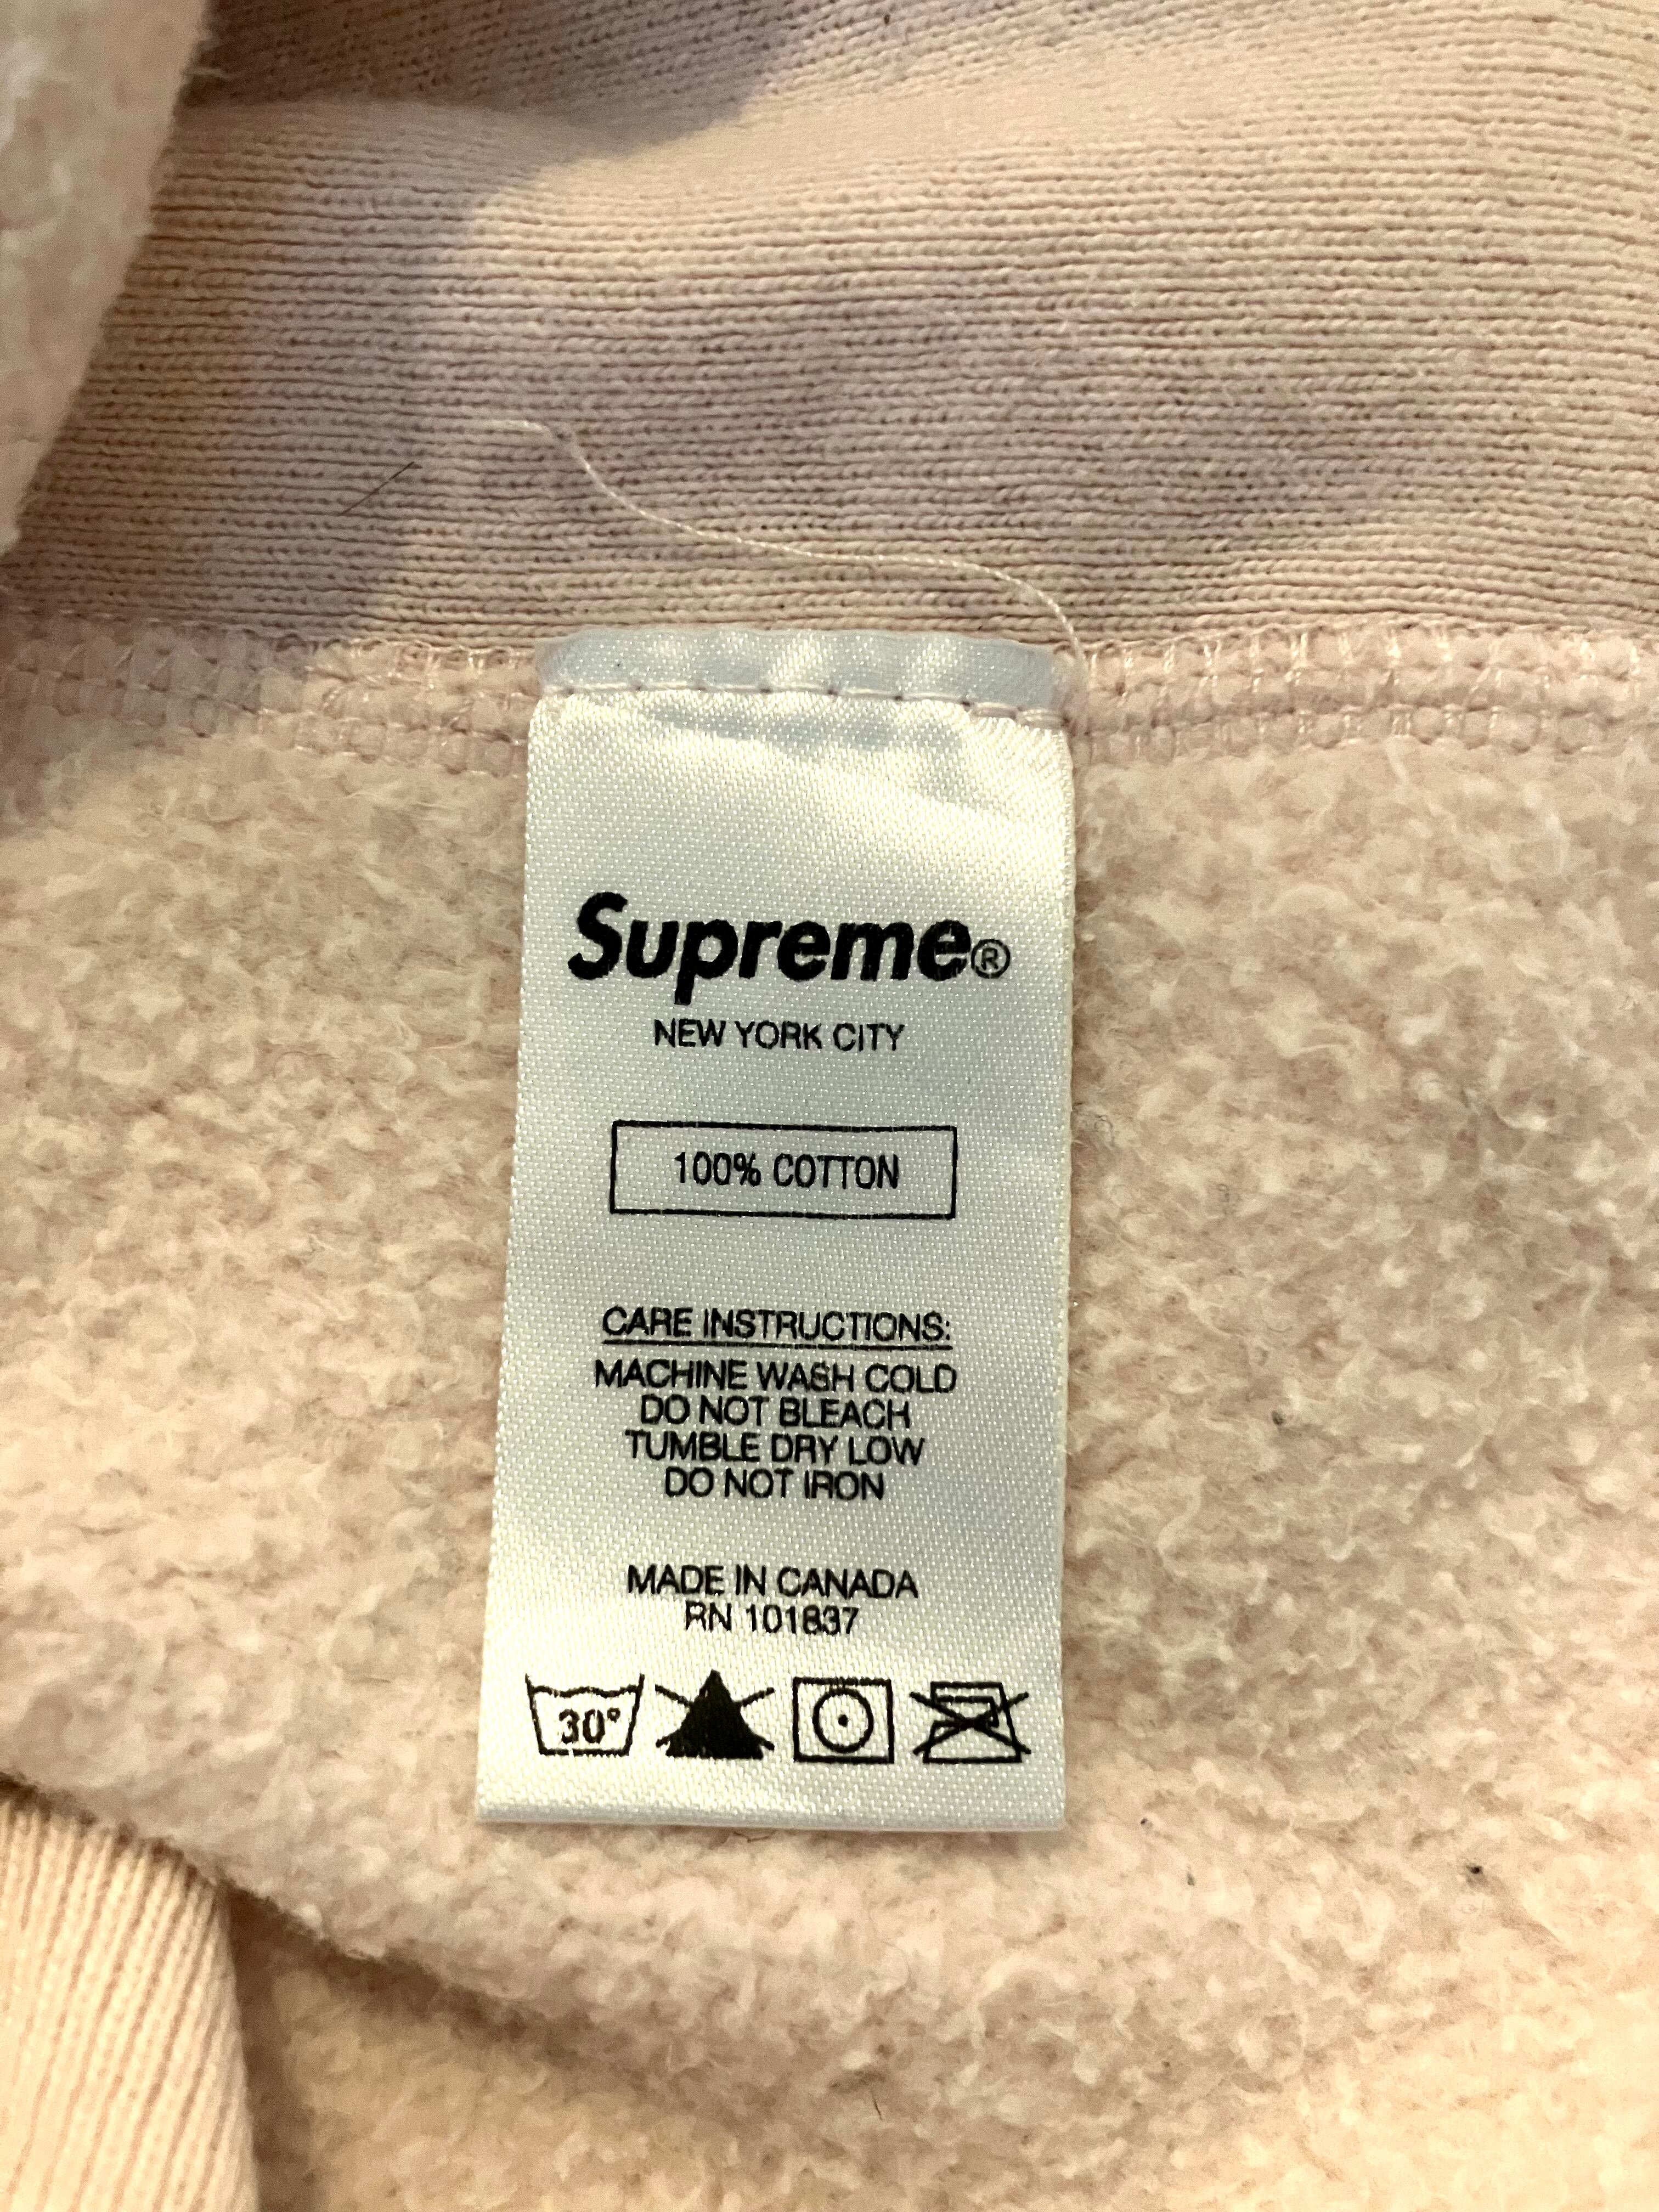 Supreme®
NEW YORK CITY
100% COTTON
CARE INSTRUCTIONS:
MACHINE WASH COLD
DO NOT BLEACH
TUMBLE DRY LOW
DO NOT IRON
MADE IN CANADA
RN 101837
30°